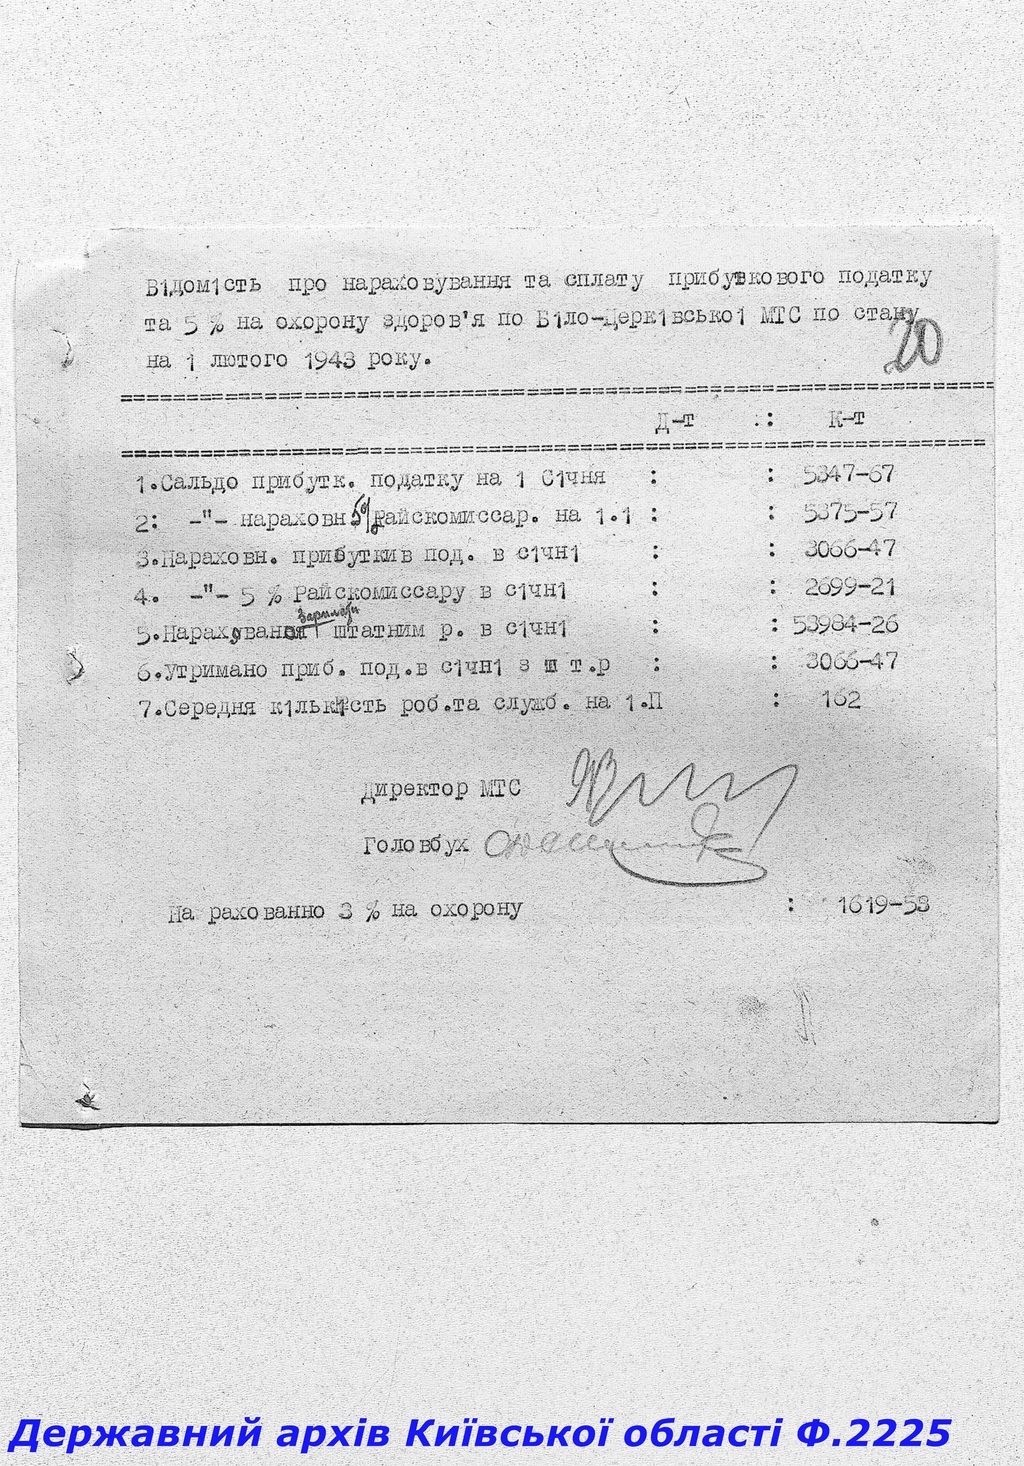 Відомість про нараховування та сплату прибуткового податку
та 5 % на охорону здоров'я по Біло-Церківської МТС по стану
20
на 1 лютого 1943 року.
Д-т : К-т
1.Сальдо прибутк. податку на 1 Січня : : 5347-67
2: -"- нараховн 5% Райскомиссар. на 1.1 : : 5375-57
3.Нараховн. прибутків под. в січні : : 3066-47
4. -"- 5 % Райскомиссару в січні : : 2699-21
зарплати
5.Нарахування штатним р. в січні : : 53984-26
6.Утримано приб. под.в січні з шт.р : : 3066-47
7.Середня кількість роб.та служб. на 1.П : 162
Директор МТС
Головбух
На рахованно 3 % на охорону : 1619-53
Державний архів Київської області Ф.2225